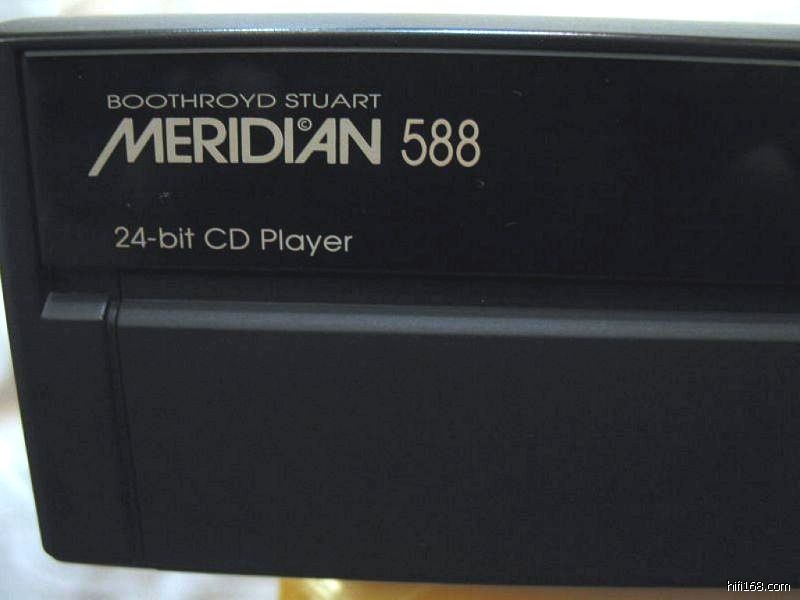 BOOTHROYD STUART
MERIDIAN© 588
24-bit CD Player
hifi168.com